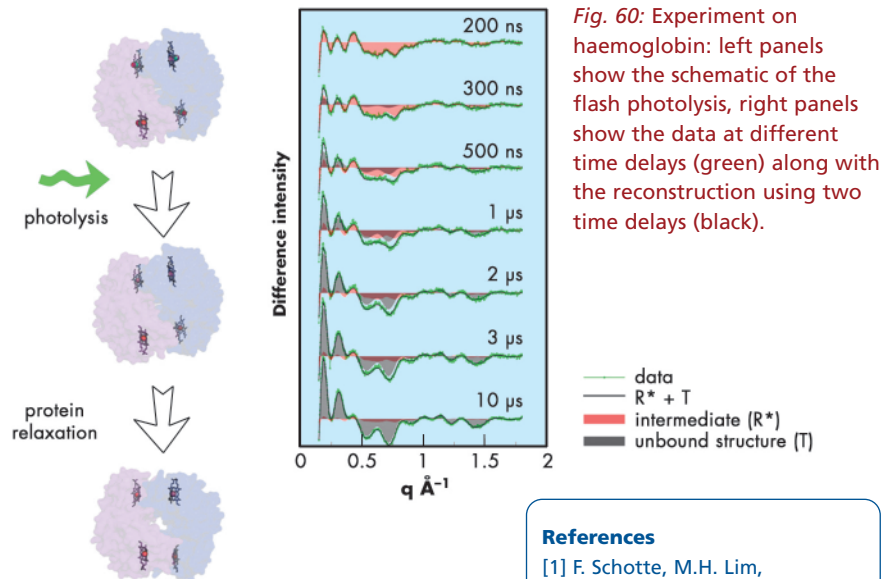 photolysis
protein
relaxation
Difference intensity
200 ns
300 ns
500 ns
1 µs
2 µs
3 µs
10 µs
0 0.5 1 1.5 2
q Å⁻¹
Fig. 60: Experiment on
haemoglobin: left panels
show the schematic of the
flash photolysis, right panels
show the data at different
time delays (green) along with
the reconstruction using two
time delays (black).
data
R* + T
intermediate (R*)
unbound structure (T)
References
[1] F. Schotte, M.H. Lim,